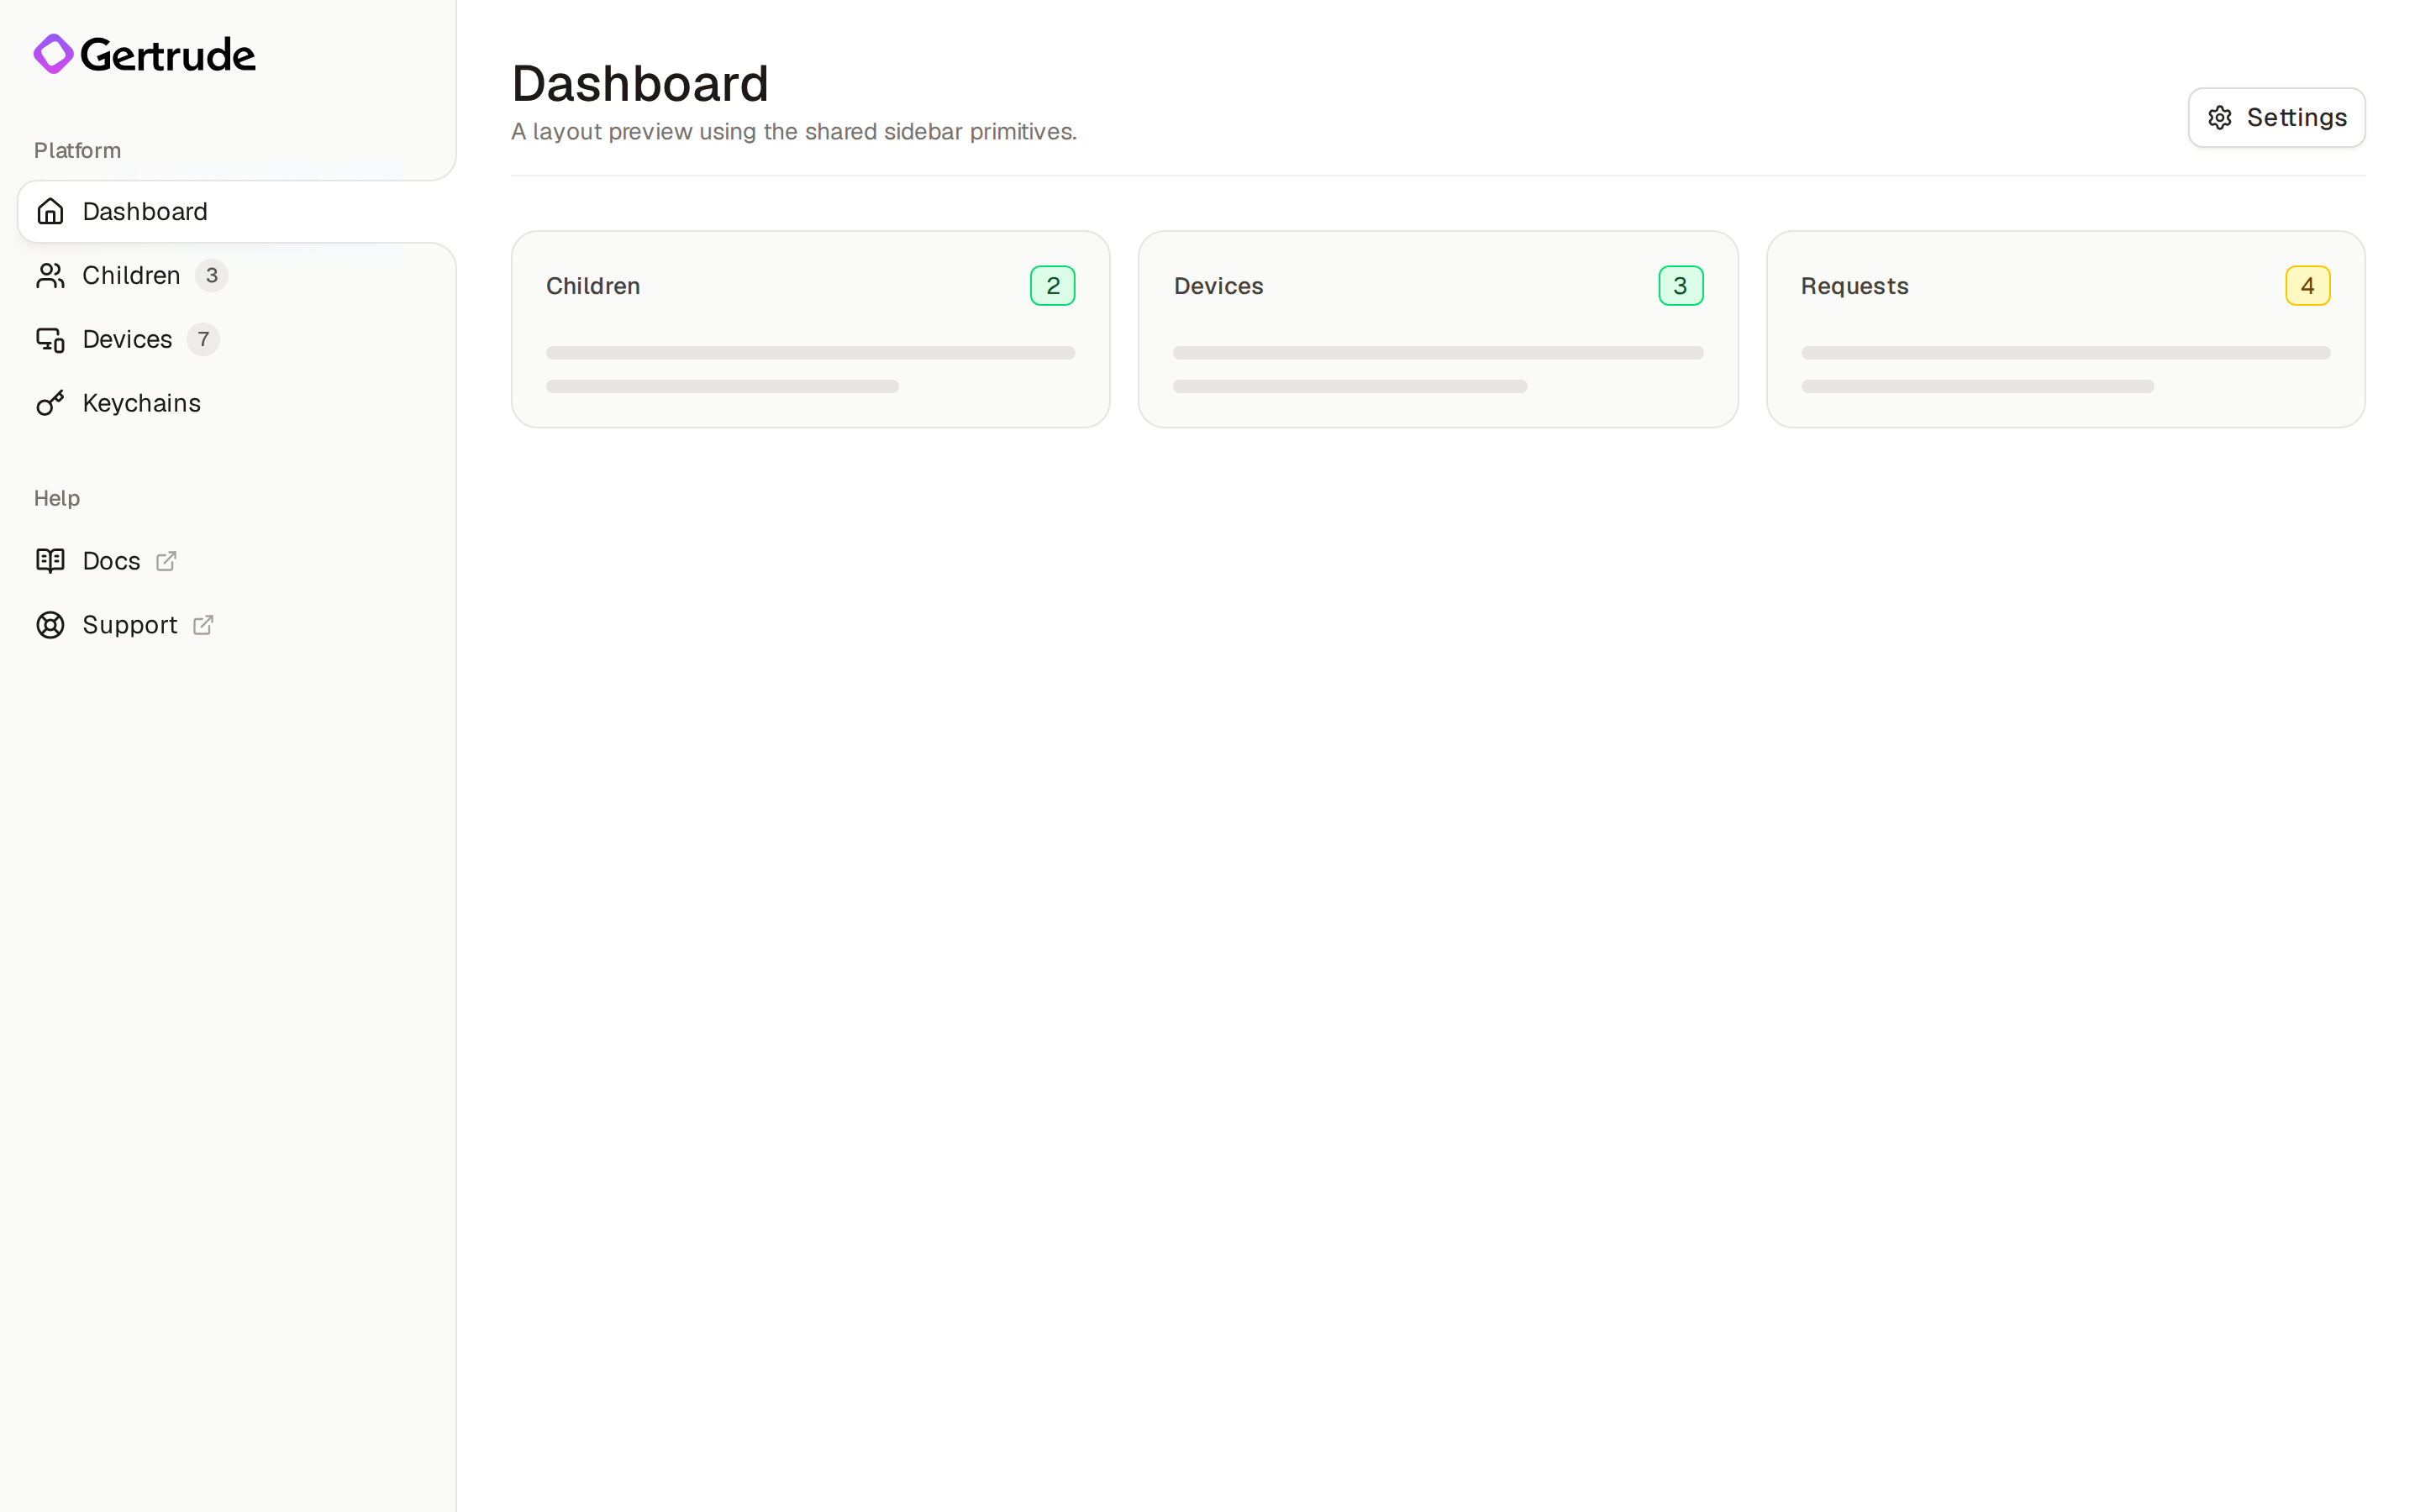 Gertrude
Platform
Dashboard
Children 3
Devices 7
Keychains
Help
Docs
Support
Dashboard
A layout preview using the shared sidebar primitives.
Settings
Children 2
Devices 3
Requests 4